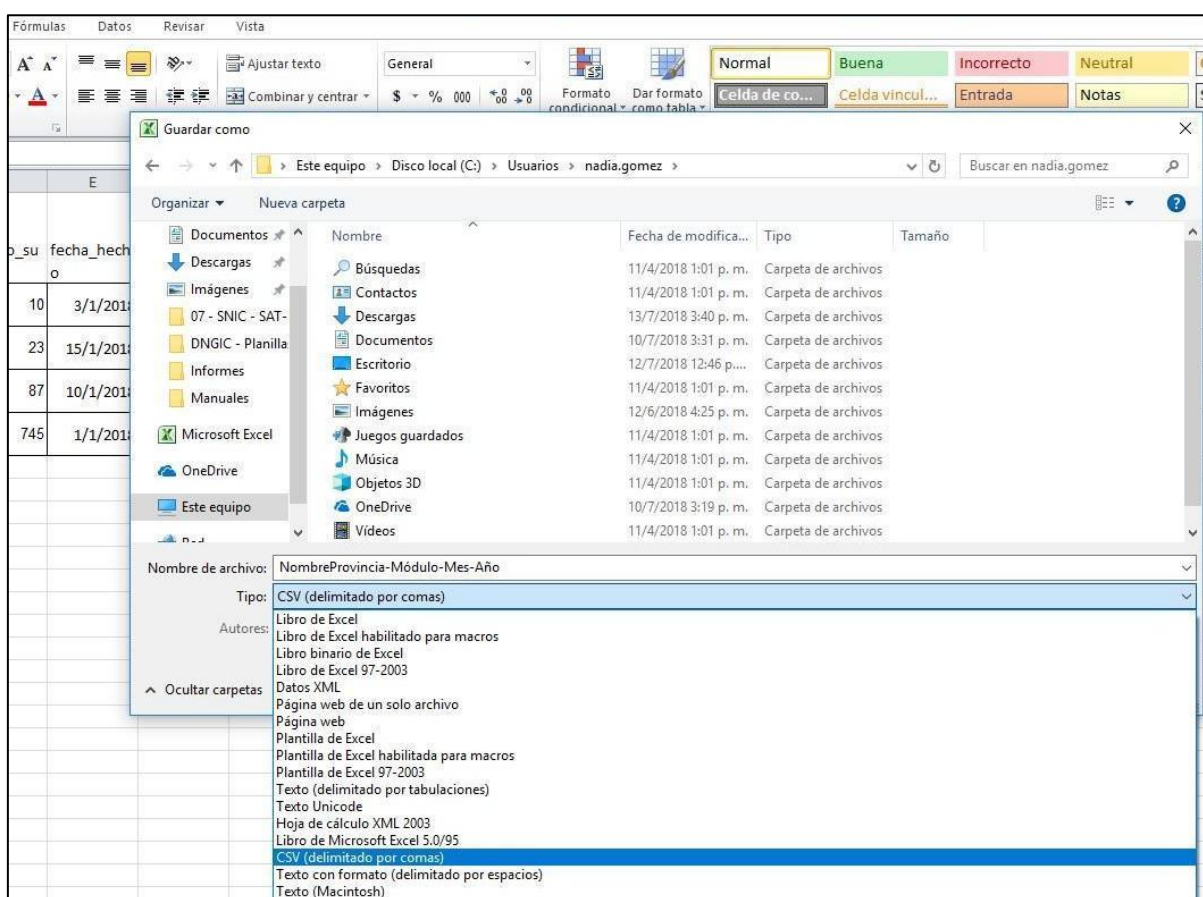 Fórmulas Datos Revisar Vista
Ajustar texto General Normal Buena Incorrecto Neutral
Combinar y centrar $ % 000 Formato condicional Dar formato como tabla Celda de co... Celda vincul... Entrada Notas
Guardar como
Este equipo > Disco local (C:) > Usuarios > nadia.gomez > Buscar en nadia.gomez
E
Organizar Nueva carpeta
Documentos
Descargas
Imágenes
07 - SNIC - SAT-
DNGIC - Planilla
Informes
Manuales
Microsoft Excel
OneDrive
Este equipo
Nombre Fecha de modifica... Tipo Tamaño
Búsquedas 11/4/2018 1:01 p. m. Carpeta de archivos
Contactos 11/4/2018 1:01 p. m. Carpeta de archivos
Descargas 13/7/2018 3:40 p. m. Carpeta de archivos
Documentos 10/7/2018 3:31 p. m. Carpeta de archivos
Escritorio 12/7/2018 12:46 p.... Carpeta de archivos
Favoritos 11/4/2018 1:01 p. m. Carpeta de archivos
Imágenes 12/6/2018 4:25 p. m. Carpeta de archivos
Juegos guardados 11/4/2018 1:01 p. m. Carpeta de archivos
Música 11/4/2018 1:01 p. m. Carpeta de archivos
Objetos 3D 11/4/2018 1:01 p. m. Carpeta de archivos
OneDrive 10/7/2018 3:19 p. m. Carpeta de archivos
Vídeos 11/4/2018 1:01 p. m. Carpeta de archivos
o_su fecha_hech
o
10 3/1/201
23 15/1/201
87 10/1/201
745 1/1/201
Nombre de archivo: NombreProvincia-Módulo-Mes-Año
Tipo: CSV (delimitado por comas)
Autores:
Ocultar carpetas
Libro de Excel
Libro de Excel habilitado para macros
Libro binario de Excel
Libro de Excel 97-2003
Datos XML
Página web de un solo archivo
Página web
Plantilla de Excel
Plantilla de Excel habilitada para macros
Plantilla de Excel 97-2003
Texto (delimitado por tabulaciones)
Texto Unicode
Hoja de cálculo XML 2003
Libro de Microsoft Excel 5.0/95
CSV (delimitado por comas)
Texto con formato (delimitado por espacios)
Texto (Macintosh)